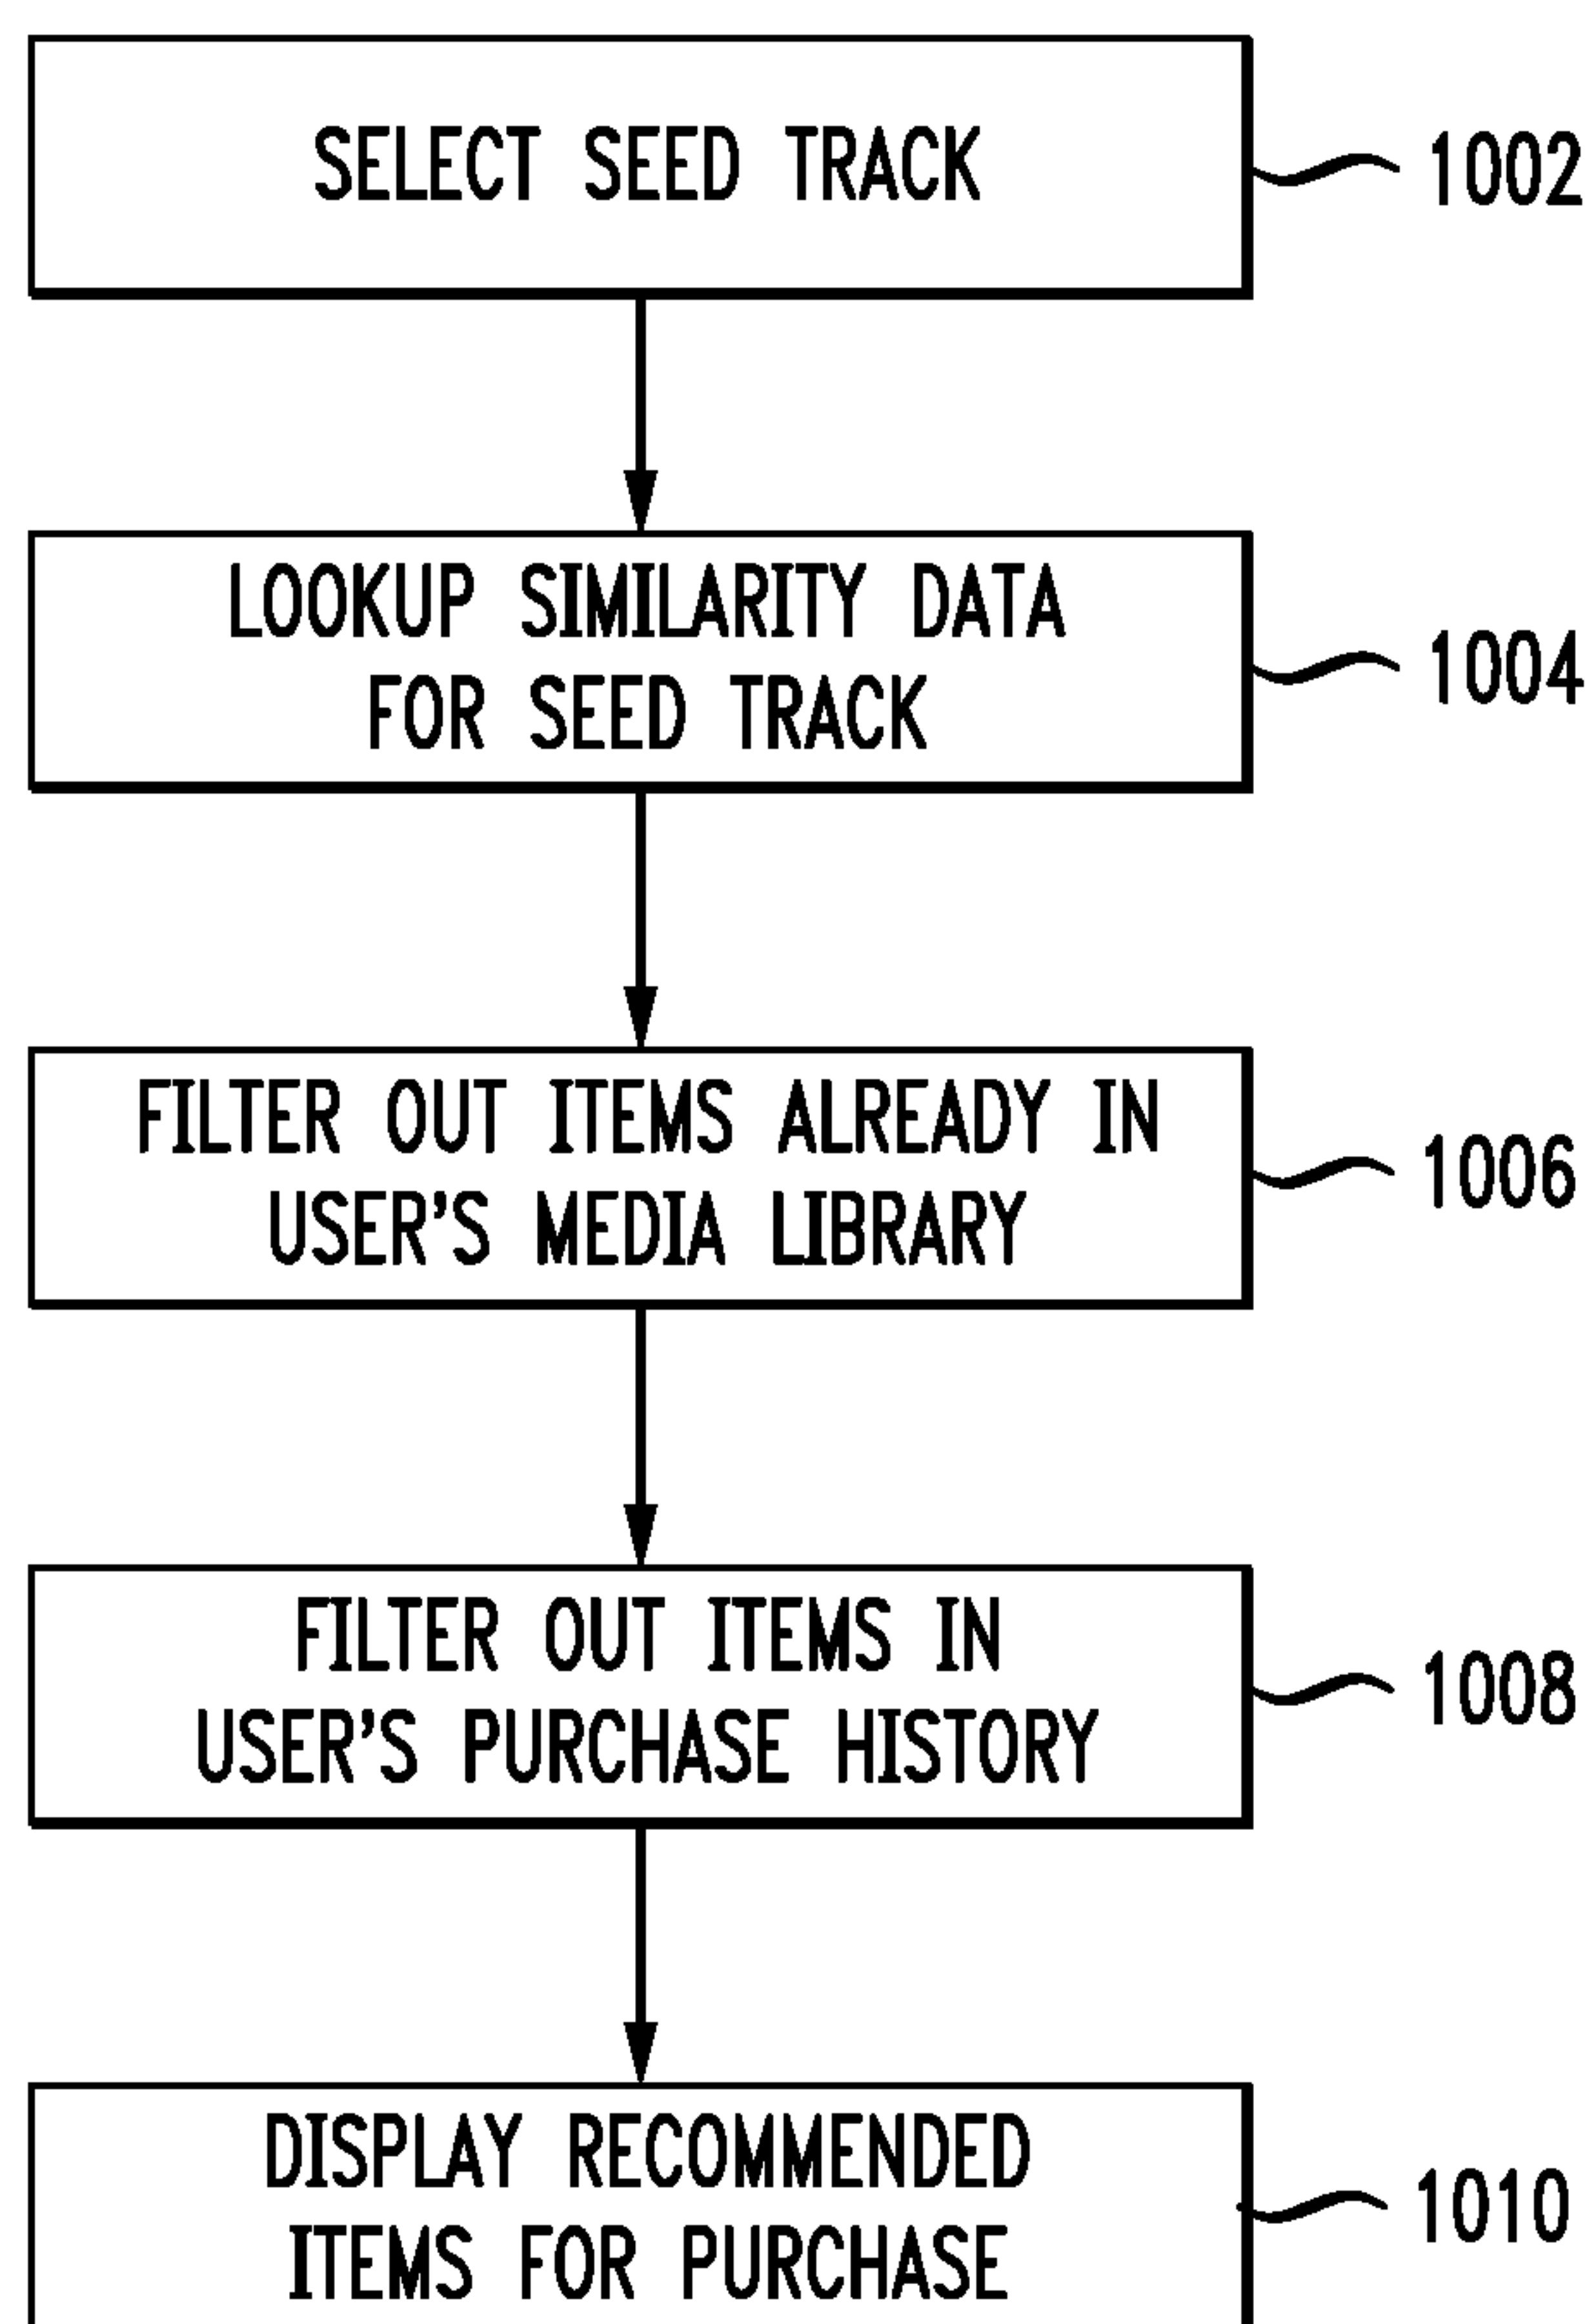 SELECT SEED TRACK
1002
LOOKUP SIMILARITY DATA
FOR SEED TRACK
1004
FILTER OUT ITEMS ALREADY IN
USER'S MEDIA LIBRARY
1006
FILTER OUT ITEMS IN
USER'S PURCHASE HISTORY
1008
DISPLAY RECOMMENDED
ITEMS FOR PURCHASE
1010